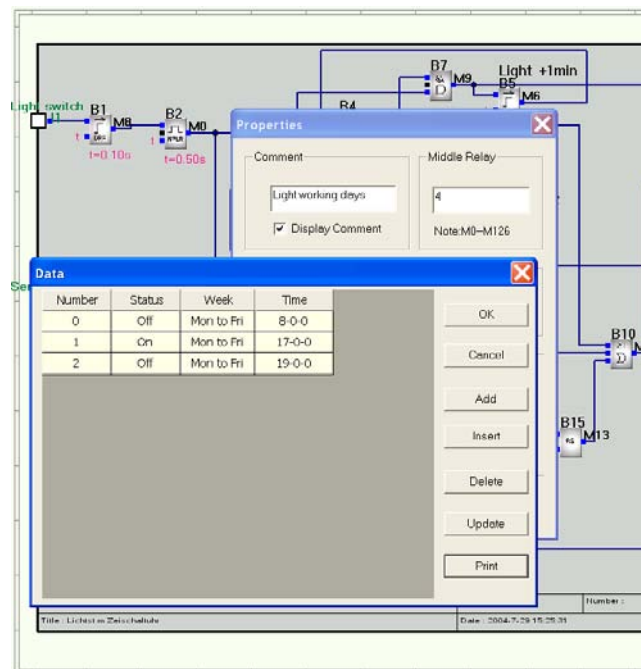 B7
M9
Light +1min
B5
M6
Light switch
I1
B1
M8
B2
M0
B4
t
t=0.10s
t
t=0.50s
Properties
Comment
Middle Relay
Light working days
4
Display Comment
Note:M0–M126
Data
Number Status Week Time
0 Off Mon to Fri 8-0-0
1 On Mon to Fri 17-0-0
2 Off Mon to Fri 19-0-0
OK
Cancel
Add
Insert
Delete
Update
Print
B10
B15
M13
Number :
Date : 2004-7-29 15:25:31